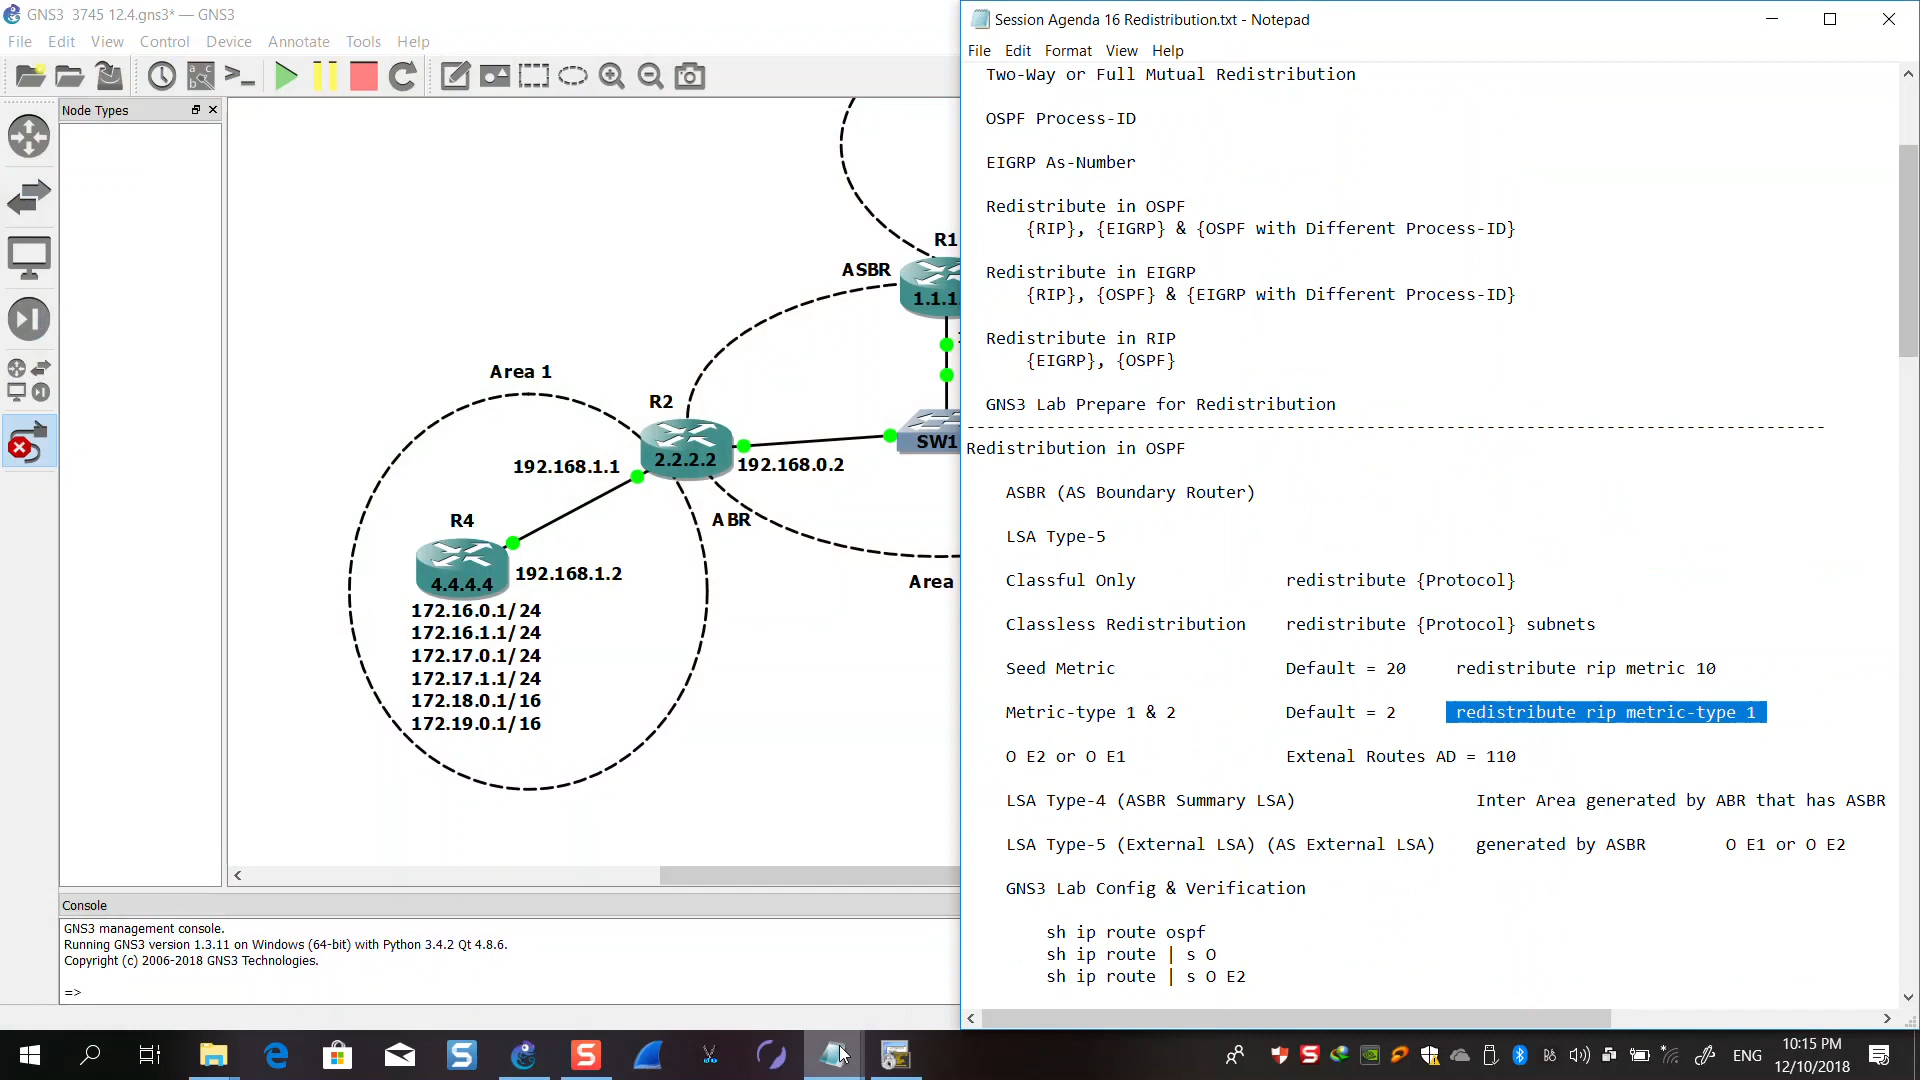 GNS3 3745 12.4.gns3* — GNS3
File Edit View Control Device Annotate Tools Help
Node Types
R1
ASBR
1.1.1
Area 1
R2
2.2.2.2
192.168.1.1
192.168.0.2
SW1
ABR
R4
4.4.4.4
192.168.1.2
Area
172.16.0.1/24
172.16.1.1/24
172.17.0.1/24
172.17.1.1/24
172.18.0.1/16
172.19.0.1/16
Console
GNS3 management console.
Running GNS3 version 1.3.11 on Windows (64-bit) with Python 3.4.2 Qt 4.8.6.
Copyright (c) 2006-2018 GNS3 Technologies.
=>
Session Agenda 16 Redistribution.txt - Notepad
File Edit Format View Help
Two-Way or Full Mutual Redistribution
OSPF Process-ID
EIGRP As-Number
Redistribute in OSPF
{RIP}, {EIGRP} & {OSPF with Different Process-ID}
Redistribute in EIGRP
{RIP}, {OSPF} & {EIGRP with Different Process-ID}
Redistribute in RIP
{EIGRP}, {OSPF}
GNS3 Lab Prepare for Redistribution
--------------------------------------------------------------------------------------
Redistribution in OSPF
ASBR (AS Boundary Router)
LSA Type-5
Classful Only redistribute {Protocol}
Classless Redistribution redistribute {Protocol} subnets
Seed Metric Default = 20 redistribute rip metric 10
Metric-type 1 & 2 Default = 2 redistribute rip metric-type 1
O E2 or O E1 Extenal Routes AD = 110
LSA Type-4 (ASBR Summary LSA) Inter Area generated by ABR that has ASBR
LSA Type-5 (External LSA) (AS External LSA) generated by ASBR O E1 or O E2
GNS3 Lab Config & Verification
sh ip route ospf
sh ip route | s O
sh ip route | s O E2
ENG
10:15 PM
12/10/2018